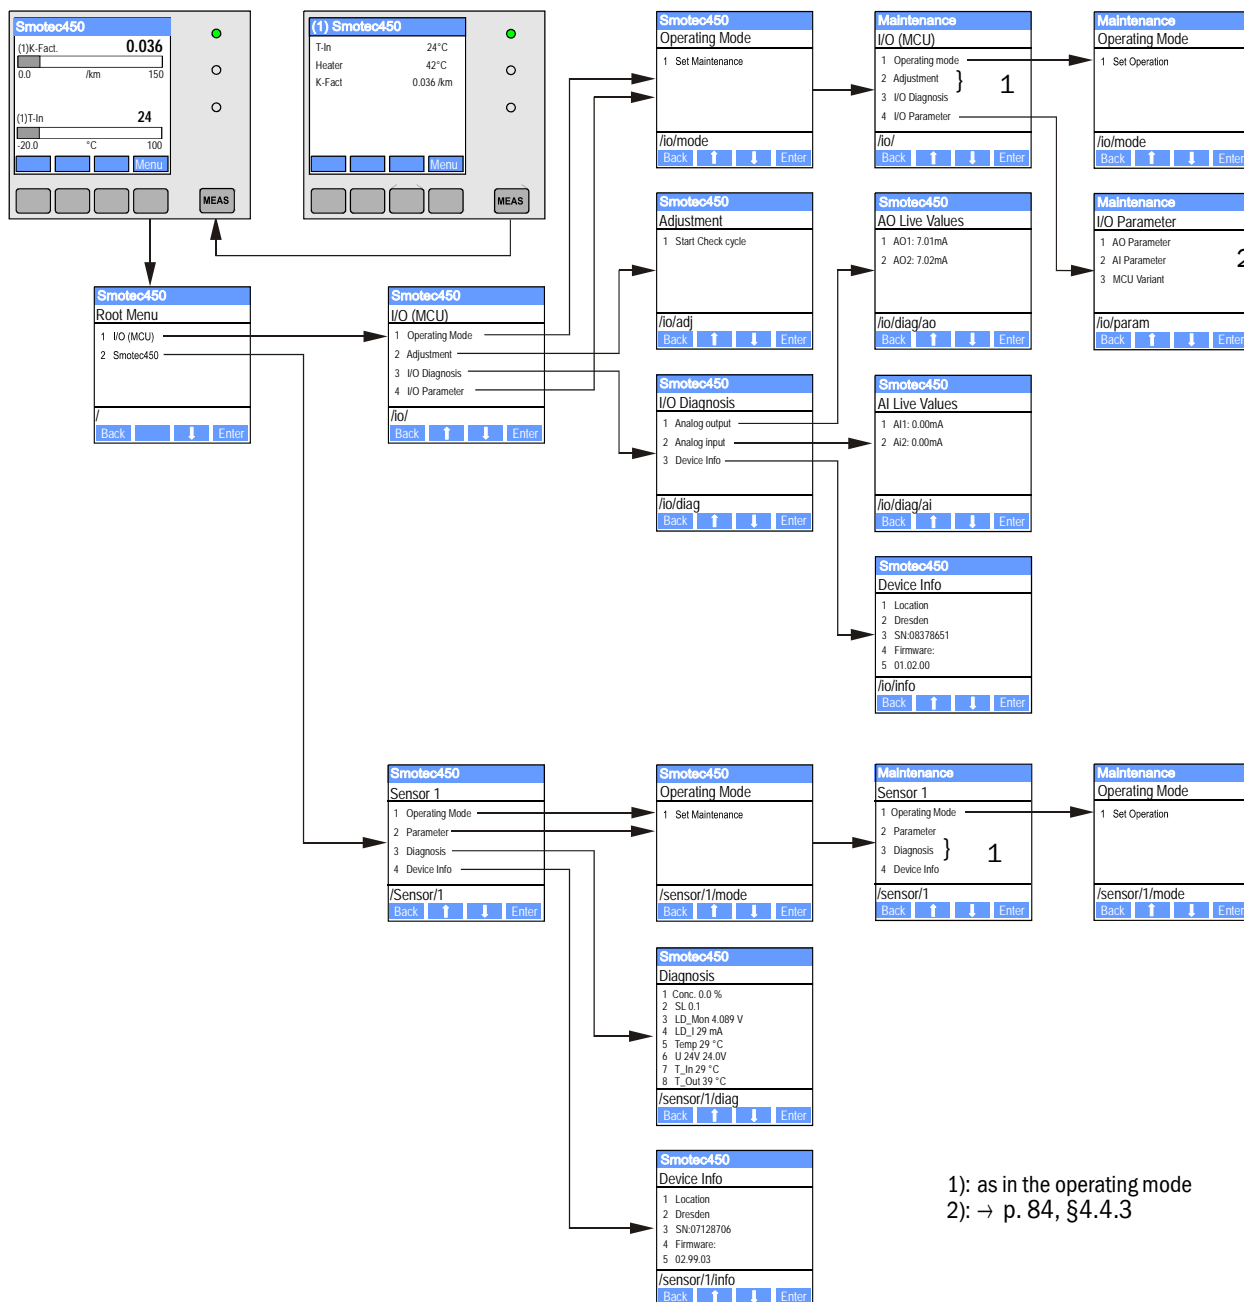 Smotec450
(1)K-Fact. 0.036
0.0 /km 150
(1)T-In 24
-20.0 °C 100
Menu
MEAS
(1) Smotec450
T-In 24°C
Heater 42°C
K-Fact 0.036 /km
Menu
MEAS
Smotec450
Operating Mode
1 Set Maintenance
/io/mode
Back Enter
Maintenance
I/O (MCU)
1 Operating mode
2 Adjustment
3 I/O Diagnosis
4 I/O Parameter
} 1
/io/
Back Enter
Maintenance
Operating Mode
1 Set Operation
/io/mode
Back Enter
Smotec450
Adjustment
1 Start Check cycle
/io/adj
Back Enter
Smotec450
AO Live Values
1 AO1: 7.01mA
2 AO2: 7.02mA
/io/diag/ao
Back Enter
Maintenance
I/O Parameter
1 AO Parameter
2 AI Parameter
3 MCU Variant
2
/io/param
Back Enter
Smotec450
Root Menu
1 I/O (MCU)
2 Smotec450
/
Back Enter
Smotec450
I/O (MCU)
1 Operating Mode
2 Adjustment
3 I/O Diagnosis
4 I/O Parameter
/io/
Back Enter
Smotec450
I/O Diagnosis
1 Analog output
2 Analog input
3 Device Info
/io/diag
Back Enter
Smotec450
AI Live Values
1 AI1: 0.00mA
2 Ai2: 0.00mA
/io/diag/ai
Back Enter
Smotec450
Device Info
1 Location
2 Dresden
3 SN:08378651
4 Firmware:
5 01.02.00
/io/info
Back Enter
Smotec450
Sensor 1
1 Operating Mode
2 Parameter
3 Diagnosis
4 Device Info
/Sensor/1
Back Enter
Smotec450
Operating Mode
1 Set Maintenance
/sensor/1/mode
Back Enter
Maintenance
Sensor 1
1 Operating Mode
2 Parameter
3 Diagnosis
4 Device Info
} 1
/sensor/1
Back Enter
Maintenance
Operating Mode
1 Set Operation
/sensor/1/mode
Back Enter
Smotec450
Diagnosis
1 Conc. 0.0 %
2 SL 0.1
3 LD_Mon 4.089 V
4 LD_I 29 mA
5 Temp 29 °C
6 U 24V 24.0V
7 T_In 29 °C
8 T_Out 39 °C
/sensor/1/diag
Back Enter
Smotec450
Device Info
1 Location
2 Dresden
3 SN:07128706
4 Firmware:
5 02.99.03
/sensor/1/info
Back Enter
1): as in the operating mode
2): → p. 84, §4.4.3